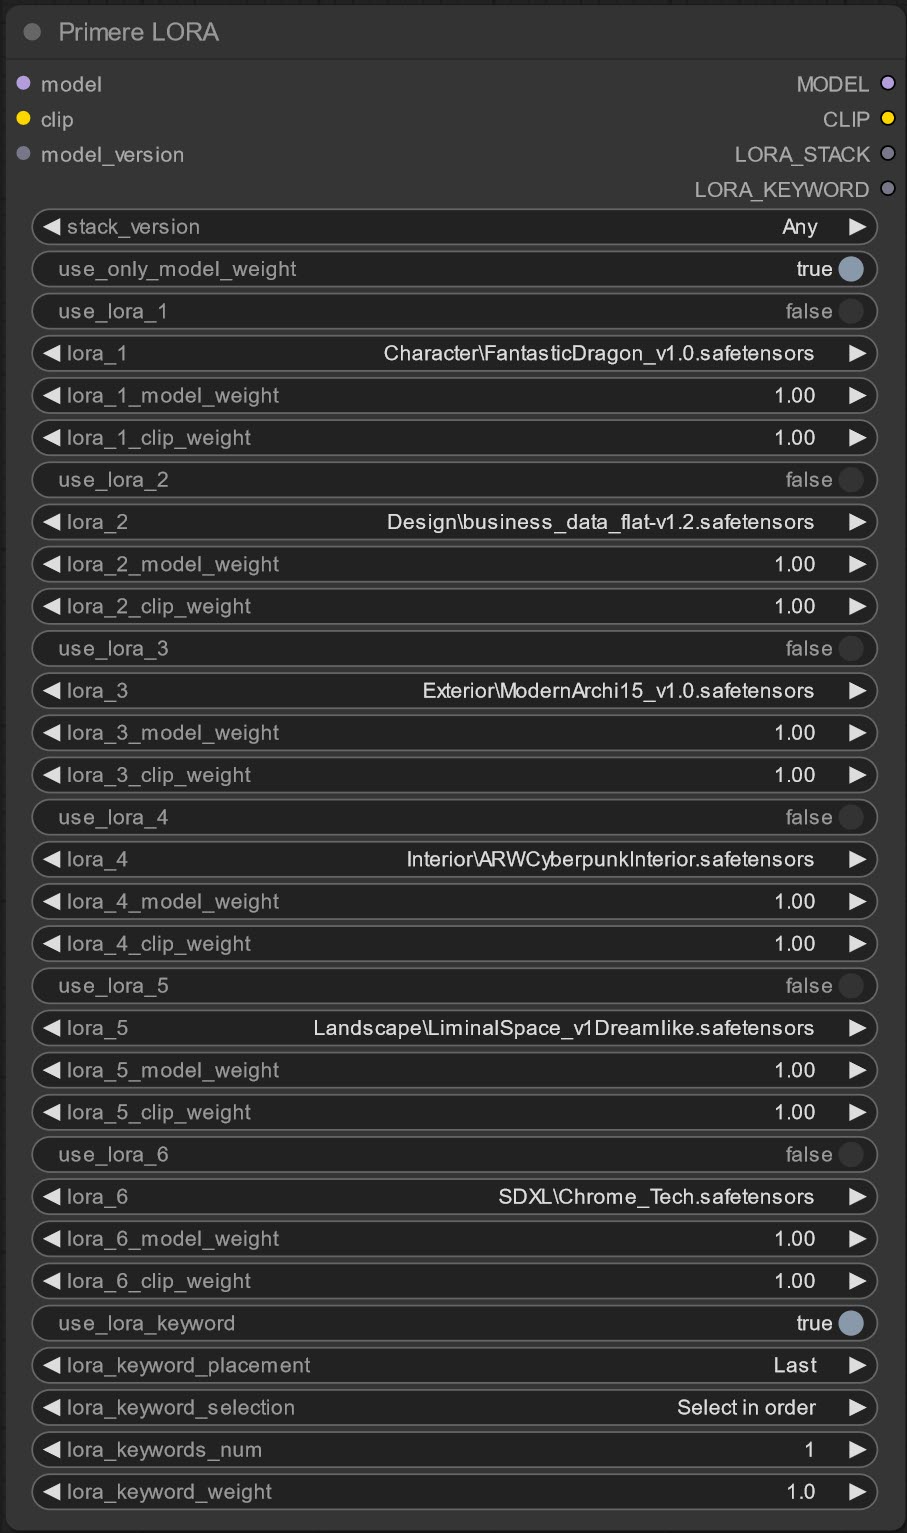 Primere LORA
model MODEL
clip CLIP
model_version LORA_STACK
LORA_KEYWORD
stack_version Any
use_only_model_weight true
use_lora_1 false
lora_1 Character\FantasticDragon_v1.0.safetensors
lora_1_model_weight 1.00
lora_1_clip_weight 1.00
use_lora_2 false
lora_2 Design\business_data_flat-v1.2.safetensors
lora_2_model_weight 1.00
lora_2_clip_weight 1.00
use_lora_3 false
lora_3 Exterior\ModernArchi15_v1.0.safetensors
lora_3_model_weight 1.00
lora_3_clip_weight 1.00
use_lora_4 false
lora_4 Interior\ARWCyberpunkInterior.safetensors
lora_4_model_weight 1.00
lora_4_clip_weight 1.00
use_lora_5 false
lora_5 Landscape\LiminalSpace_v1Dreamlike.safetensors
lora_5_model_weight 1.00
lora_5_clip_weight 1.00
use_lora_6 false
lora_6 SDXL\Chrome_Tech.safetensors
lora_6_model_weight 1.00
lora_6_clip_weight 1.00
use_lora_keyword true
lora_keyword_placement Last
lora_keyword_selection Select in order
lora_keywords_num 1
lora_keyword_weight 1.0